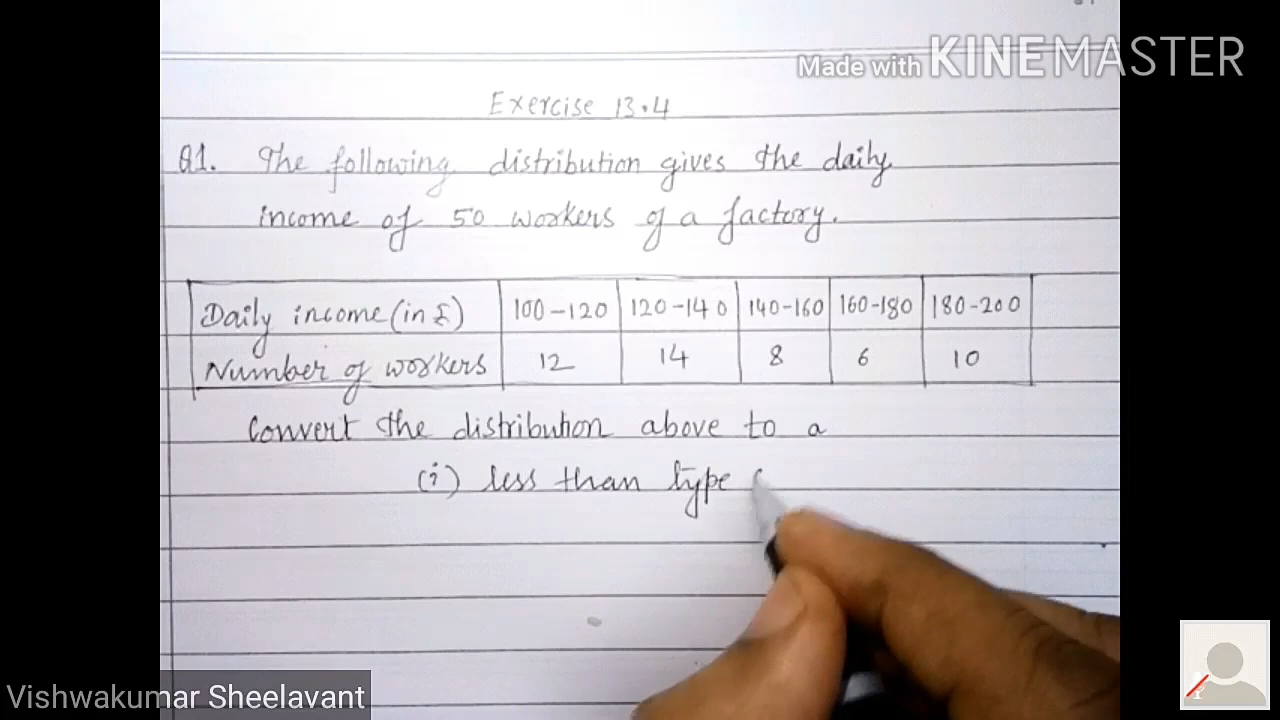 Made with KINEMASTER
Exercise 13.4
Q1. The following distribution gives the daily
income of 50 workers of a factory.
Daily income (in £) 100-120 120-140 140-160 160-180 180-200
Number of workers 12 14 8 6 10
Convert the distribution above to a
(i) less than type
Vishwakumar Sheelavant